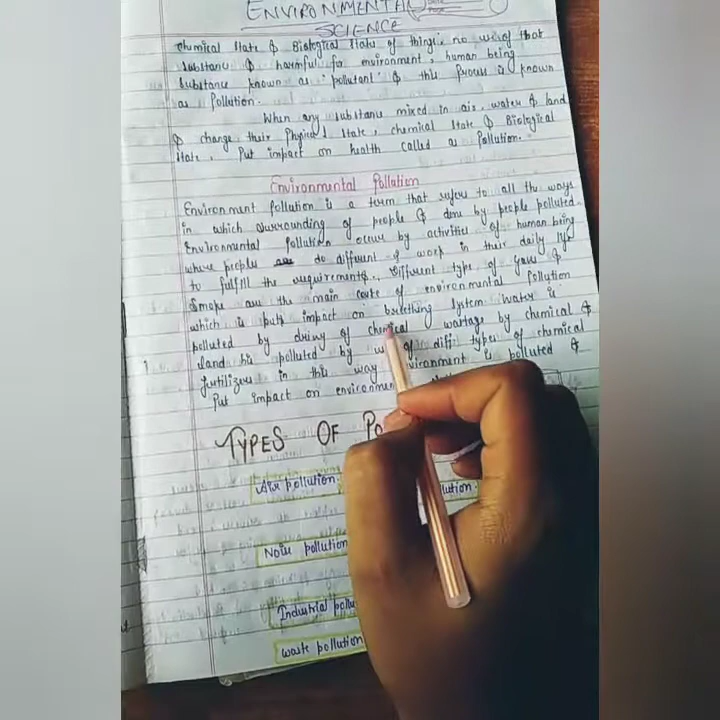 ENVIRONMENTAL
SCIENCE
chemical state & Biological state of things, no use of that
substance & harmful for environment, human being
substance known as 'pollutant' & this process is known
as Pollution.
When any substance mixed in air, water & land
& change their Physical state, chemical state & Biological
state. Put impact on health called as Pollution.
Environmental Pollution
Environment Pollution is a term that refers to all the ways
in which surrounding of people & done by people polluted.
Environmental Pollution occur by activities of human being
where peoples do different work in their daily life
to fulfill the requirements. Different type of gases &
smoke are the main cause of environmental Pollution
which is puts impact on breathing system. Water is
polluted by of chemical wastage by chemical &
land his polluted by of diff types of chemical
fertilizers in this way environment is polluted &
Put impact on
TYPES OF
Air pollution.
Noise pollution
Industrial
waste pollution